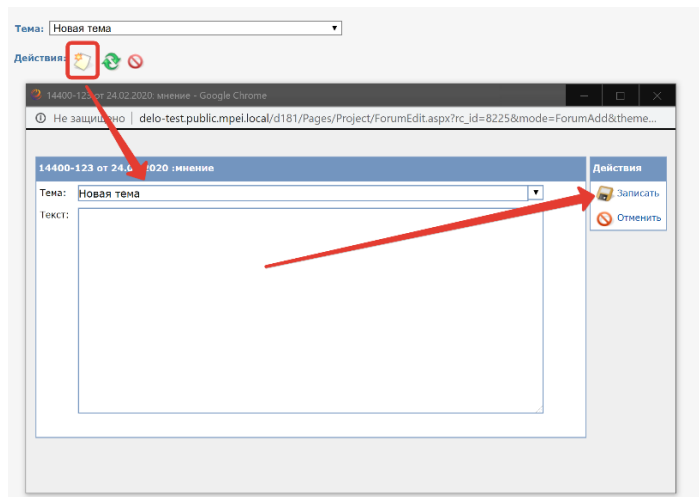 Тема: Новая тема
Действия:
14400-123 от 24.02.2020: мнение - Google Chrome
Не защищено | delo-test.public.mpei.local/d181/Pages/Project/ForumEdit.aspx?rc_id=8225&mode=ForumAdd&theme...
14400-123 от 24.0 2020 :мнение
Действия
Тема: Новая тема
Записать
Текст:
Отменить